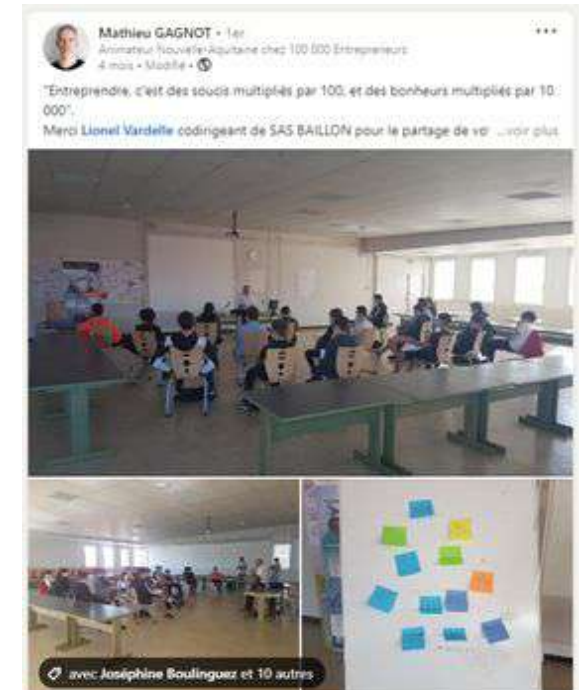 Mathieu GAGNOT • 1er
Animateur Nouvelle-Aquitaine chez 100 000 Entrepreneurs
4 mois • Modifié •
"Entreprendre, c'est des soucis multipliés par 100, et des bonheurs multipliés par 10
000".
Merci Lionel Vardelle codirigeant de SAS BAILLON pour le partage de vo ...voir plus
avec Joséphine Boulinguez et 10 autres